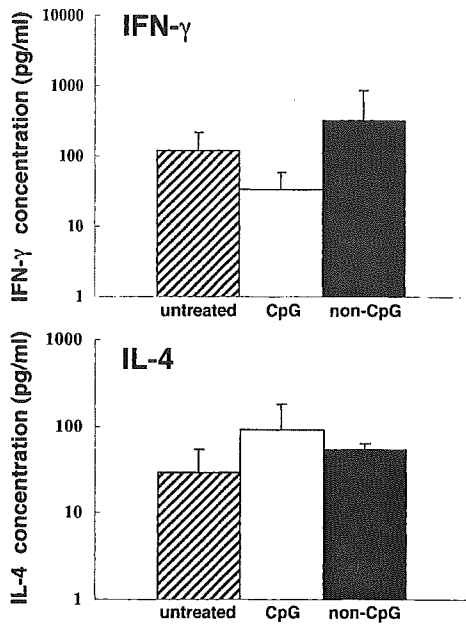 IFN-γ
IFN-γ concentration (pg/ml)
10000
1000
100
10
1
untreated CpG non-CpG
IL-4
IL-4 concentration (pg/ml)
1000
100
10
1
untreated CpG non-CpG